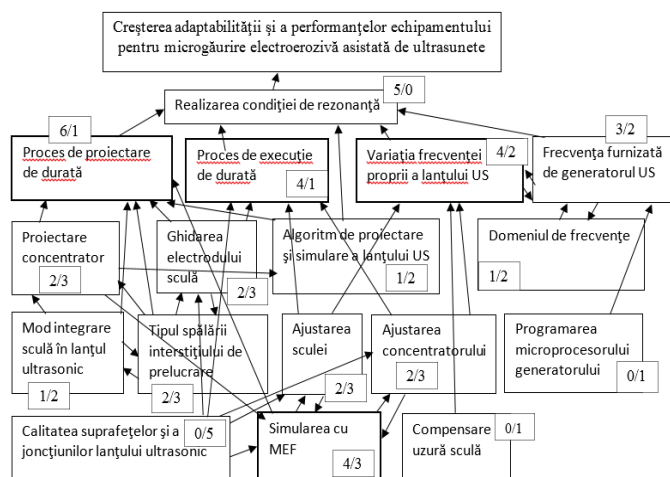 Creşterea adaptabilităţii şi a performanţelor echipamentului
pentru microgăurire electroerozivă asistată de ultrasunete
Realizarea condiţiei de rezonanţă
5/0
6/1
Proces de proiectare
de durată
Proces de execuţie
de durată
4/1
Variaţia frecvenţei
proprii a lanţului US
4/2
3/2
Frecvenţa furnizată
de generatorul US
Proiectare
concentrator
2/3
Ghidarea
electrodului
sculă
2/3
Algoritm de proiectare
şi simulare a lanţului US
1/2
Domeniul de frecvenţe
1/2
Mod integrare
sculă în lanţul
ultrasonic
1/2
Tipul spălării
interstiţiului de
prelucrare
2/3
Ajustarea
sculei
2/3
Ajustarea
concentratorului
2/3
Programarea
microprocesorului
generatorului
0/1
Calitatea suprafeţelor şi a
joncţiunilor lanţului ultrasonic
0/5
Simularea cu
MEF
4/3
Compensare
uzură sculă
0/1